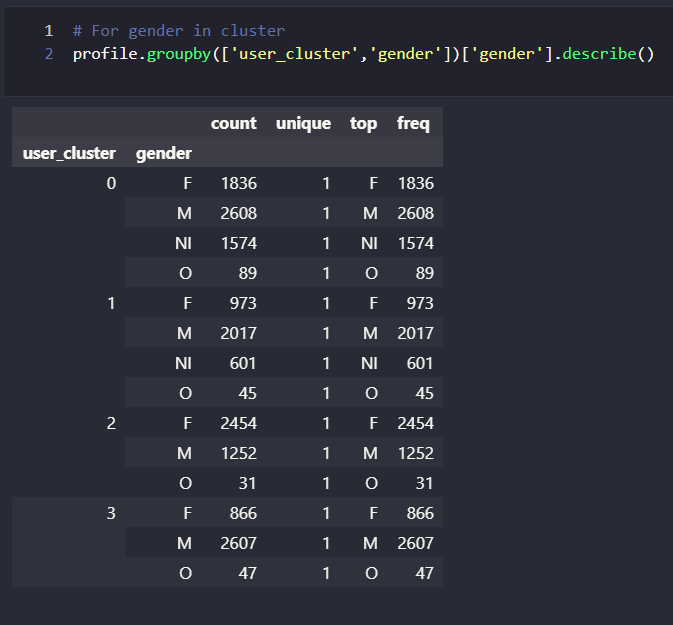 1 # For gender in cluster
2 profile.groupby(['user_cluster','gender'])['gender'].describe()
count unique top freq
user_cluster gender
0 F 1836 1 F 1836
M 2608 1 M 2608
NI 1574 1 NI 1574
O 89 1 O 89
1 F 973 1 F 973
M 2017 1 M 2017
NI 601 1 NI 601
O 45 1 O 45
2 F 2454 1 F 2454
M 1252 1 M 1252
O 31 1 O 31
3 F 866 1 F 866
M 2607 1 M 2607
O 47 1 O 47